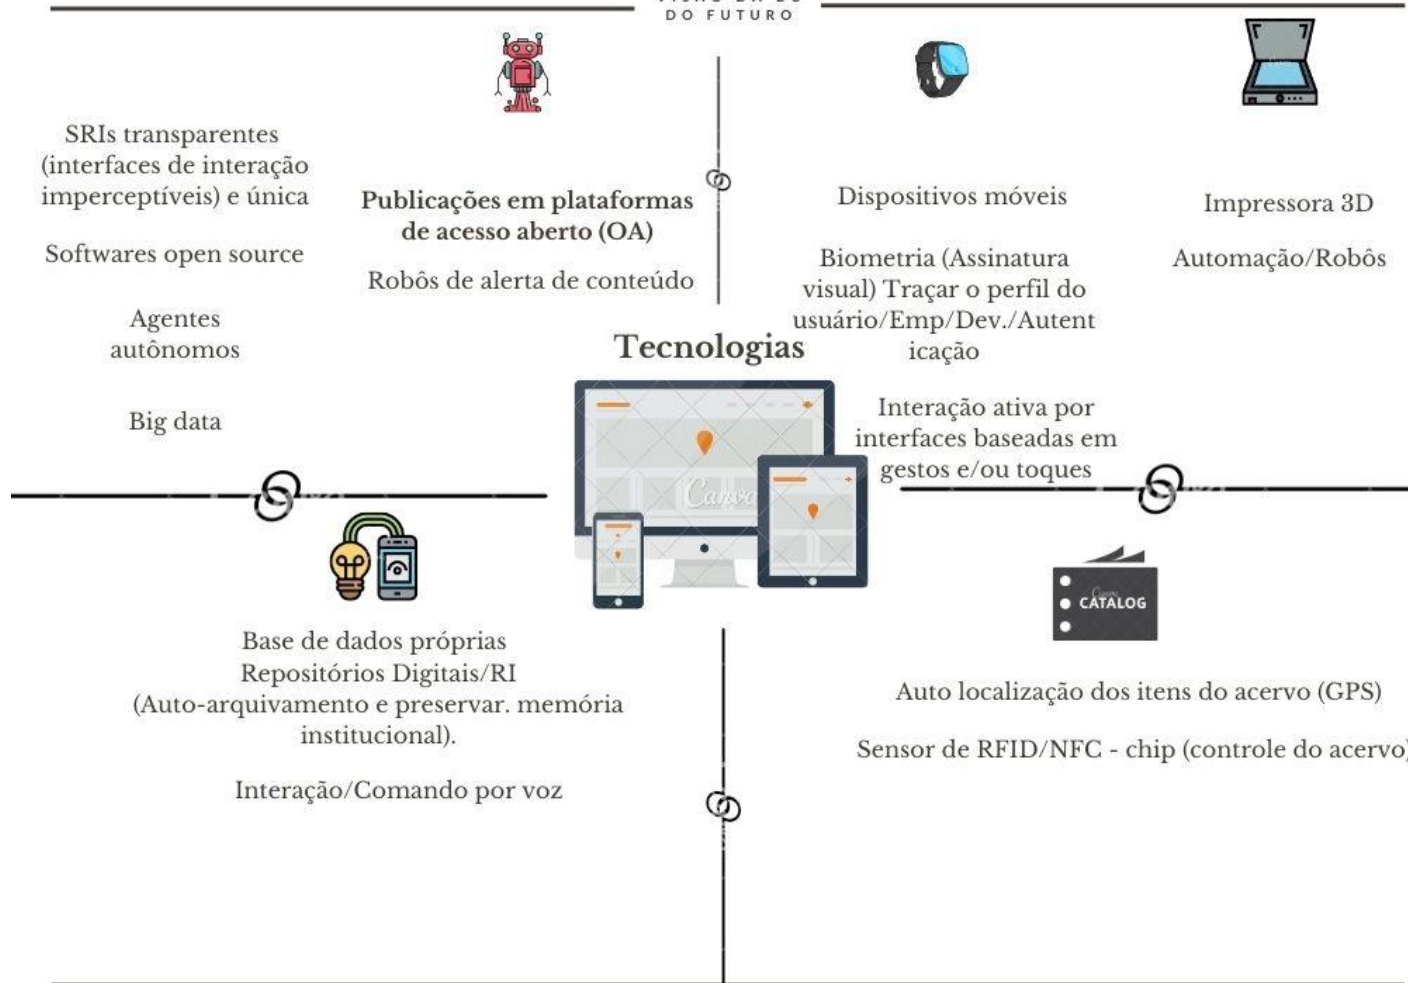 DO FUTURO
SRIs transparentes
(interfaces de interação
imperceptíveis) e única
Softwares open source
Agentes
autônomos
Big data
Publicações em plataformas
de acesso aberto (OA)
Robôs de alerta de conteúdo
Dispositivos móveis
Biometria (Assinatura
visual) Traçar o perfil do
usuário/Emp/Dev./Autent
icação
Interação ativa por
interfaces baseadas em
gestos e/ou toques
Impressora 3D
Automação/Robôs
Tecnologias
Canva
Base de dados próprias
Repositórios Digitais/RI
(Auto-arquivamento e preservar. memória
institucional).
Interação/Comando por voz
Canva
CATALOG
Auto localização dos itens do acervo (GPS)
Sensor de RFID/NFC - chip (controle do acervo)